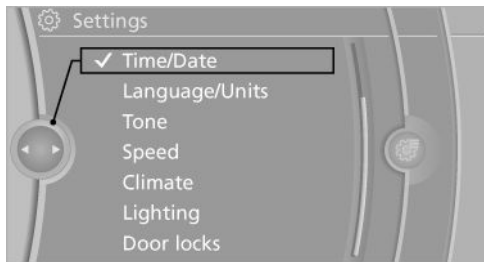 Settings
Time/Date
Language/Units
Tone
Speed
Climate
Lighting
Door locks